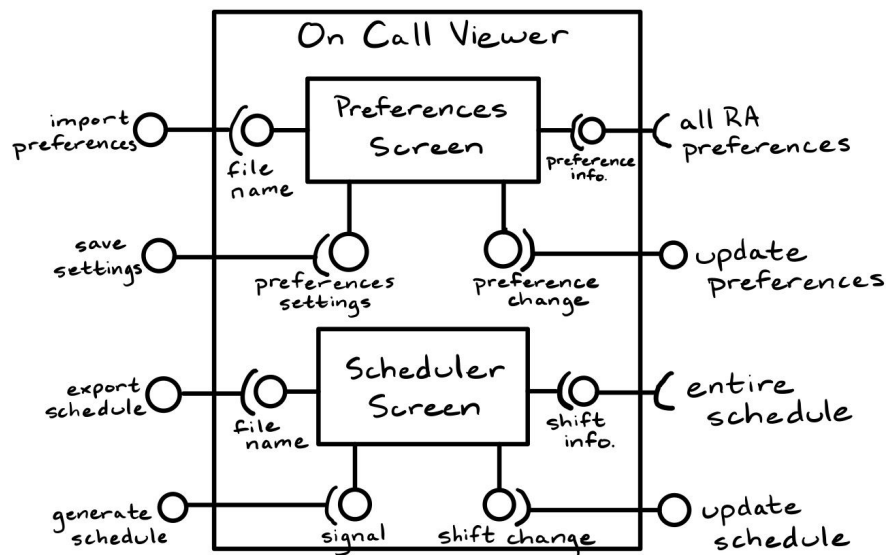 On Call Viewer
import
preferences
file
name
Preferences
Screen
preference
info.
all RA
preferences
save
settings
preferences
settings
preference
change
update
preferences
export
schedule
file
name
Scheduler
Screen
shift
info.
entire
schedule
generate
schedule
signal
shift change
update
schedule